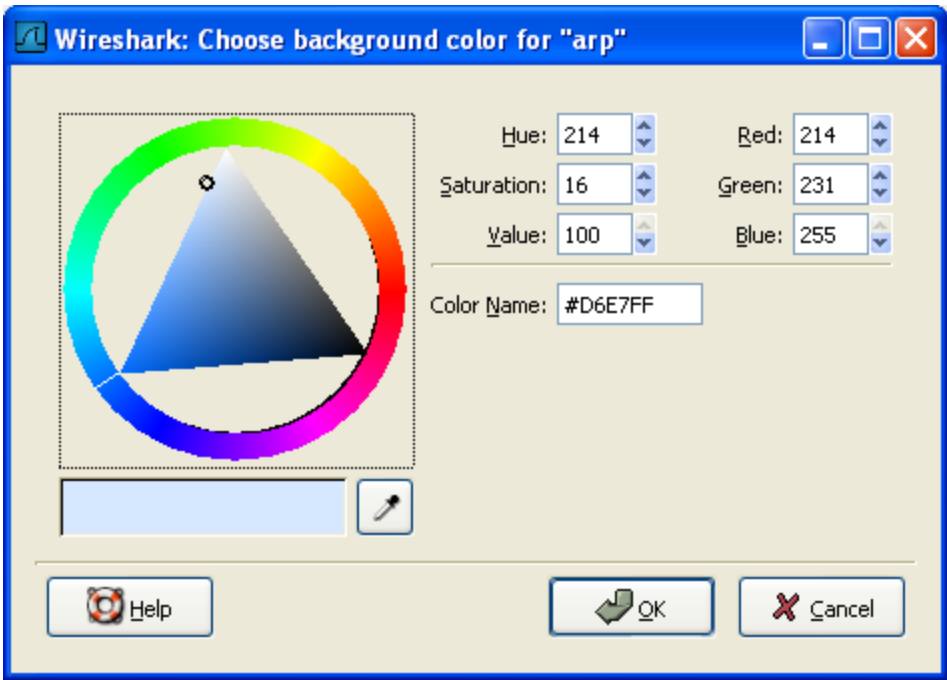 Wireshark: Choose background color for "arp"
Hue: 214 Red: 214
Saturation: 16 Green: 231
Value: 100 Blue: 255
Color Name: #D6E7FF
Help OK Cancel